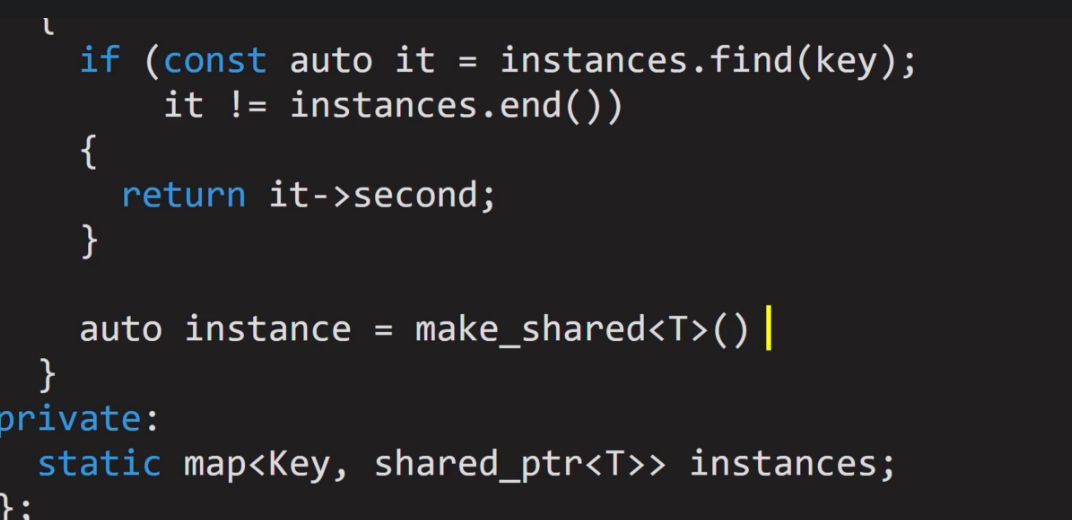 {
if (const auto it = instances.find(key);
it != instances.end())
{
return it->second;
}
auto instance = make_shared<T>()
}
private:
static map<Key, shared_ptr<T>> instances;
};